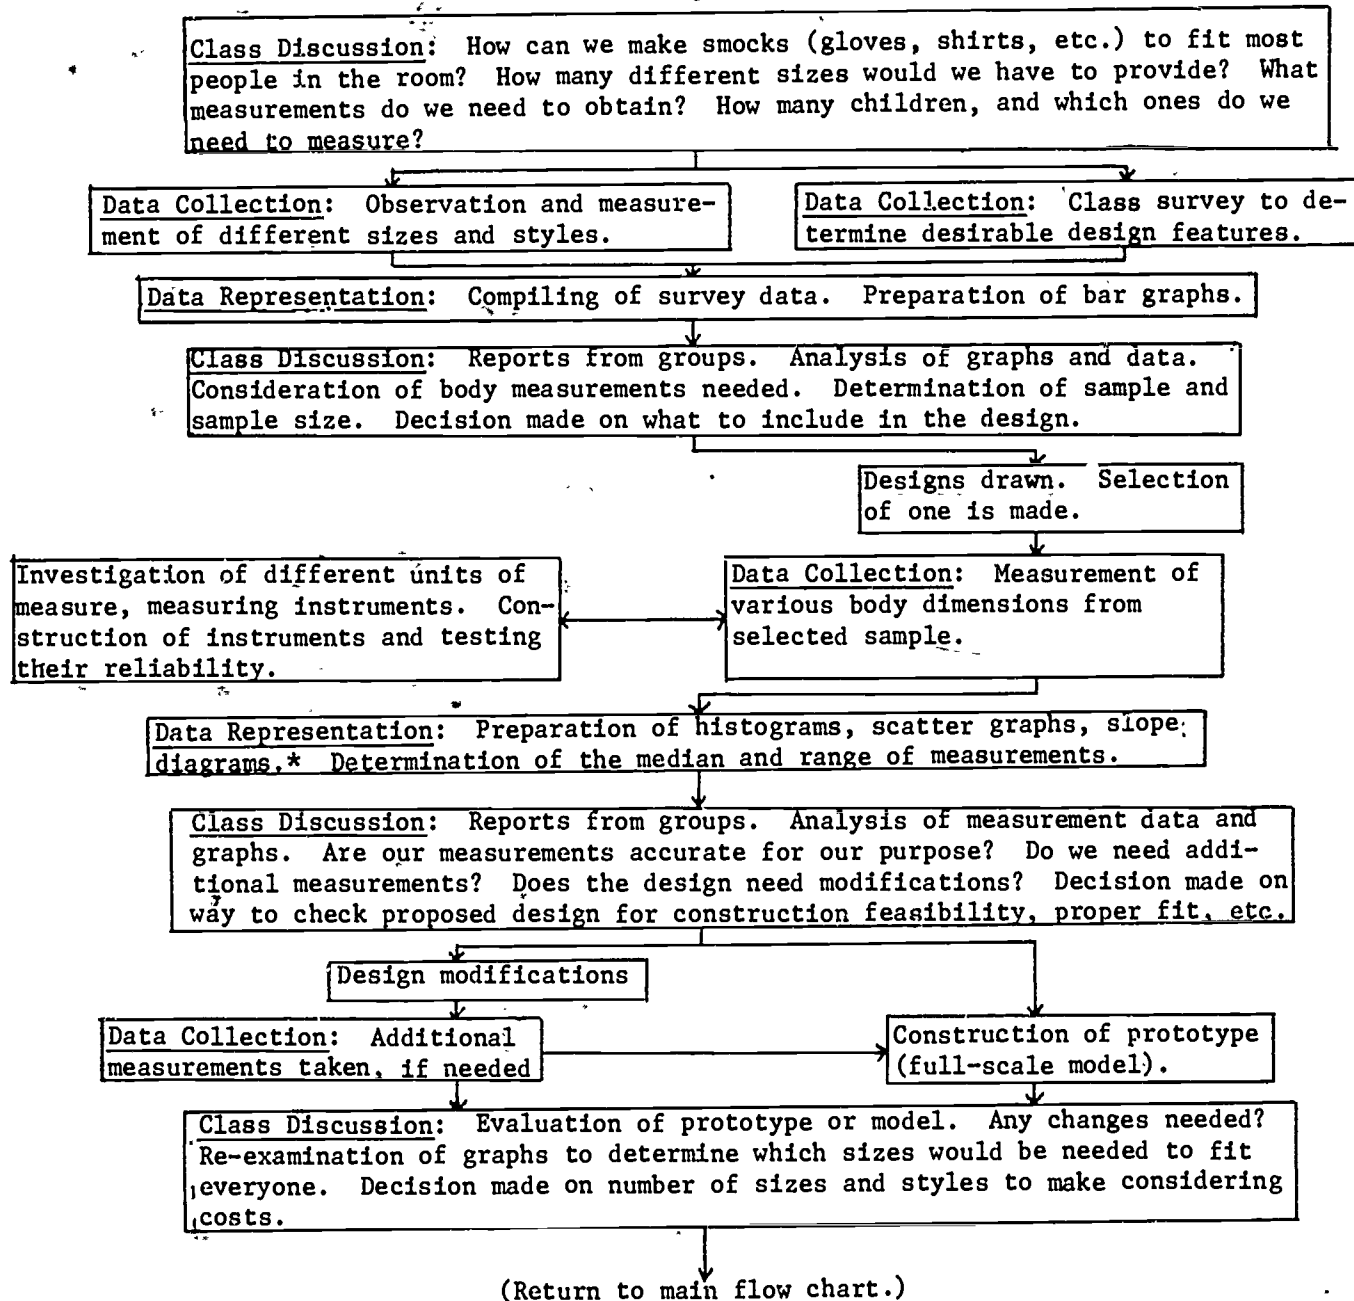 Class Discussion: How can we make smocks (gloves, shirts, etc.) to fit most
people in the room? How many different sizes would we have to provide? What
measurements do we need to obtain? How many children, and which ones do we
need to measure?
Data Collection: Observation and measure-
ment of different sizes and styles.
Data Collection: Class survey to de-
termine desirable design features.
Data Representation: Compiling of survey data. Preparation of bar graphs.
Class Discussion: Reports from groups. Analysis of graphs and data.
Consideration of body measurements needed. Determination of sample and
sample size. Decision made on what to include in the design.
Designs drawn. Selection
of one is made.
Investigation of different units of
measure, measuring instruments. Con-
struction of instruments and testing
their reliability.
Data Collection: Measurement of
various body dimensions from
selected sample.
Data Representation: Preparation of histograms, scatter graphs, slope
diagrams.* Determination of the median and range of measurements.
Class Discussion: Reports from groups. Analysis of measurement data and
graphs. Are our measurements accurate for our purpose? Do we need addi-
tional measurements? Does the design need modifications? Decision made on
way to check proposed design for construction feasibility, proper fit, etc.
Design modifications
Data Collection: Additional
measurements taken, if needed
Construction of prototype
(full-scale model).
Class Discussion: Evaluation of prototype or model. Any changes needed?
Re-examination of graphs to determine which sizes would be needed to fit
everyone. Decision made on number of sizes and styles to make considering
costs.
(Return to main flow chart.)